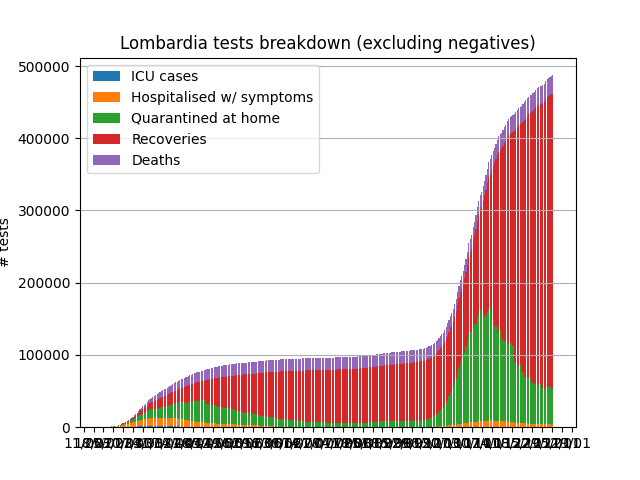 Lombardia tests breakdown (excluding negatives)
ICU cases
Hospitalised w/ symptoms
Quarantined at home
Recoveries
Deaths
500000
400000
300000
200000
100000
0
# tests